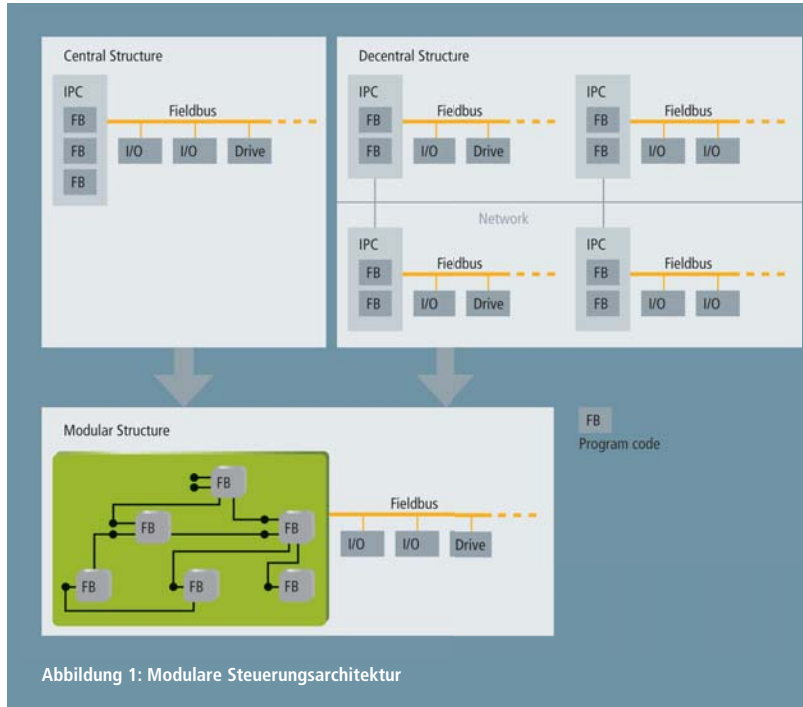 Central Structure
IPC
FB
FB
FB
Fieldbus
I/O
I/O
Drive
Decentral Structure
IPC
FB
FB
Fieldbus
I/O
Drive
IPC
FB
FB
Fieldbus
I/O
I/O
Network
IPC
FB
FB
Fieldbus
I/O
Drive
IPC
FB
FB
Fieldbus
I/O
I/O
Modular Structure
FB
FB
FB
FB
FB
FB
Fieldbus
I/O
I/O
Drive
FB
Program code
Abbildung 1: Modulare Steuerungsarchitektur